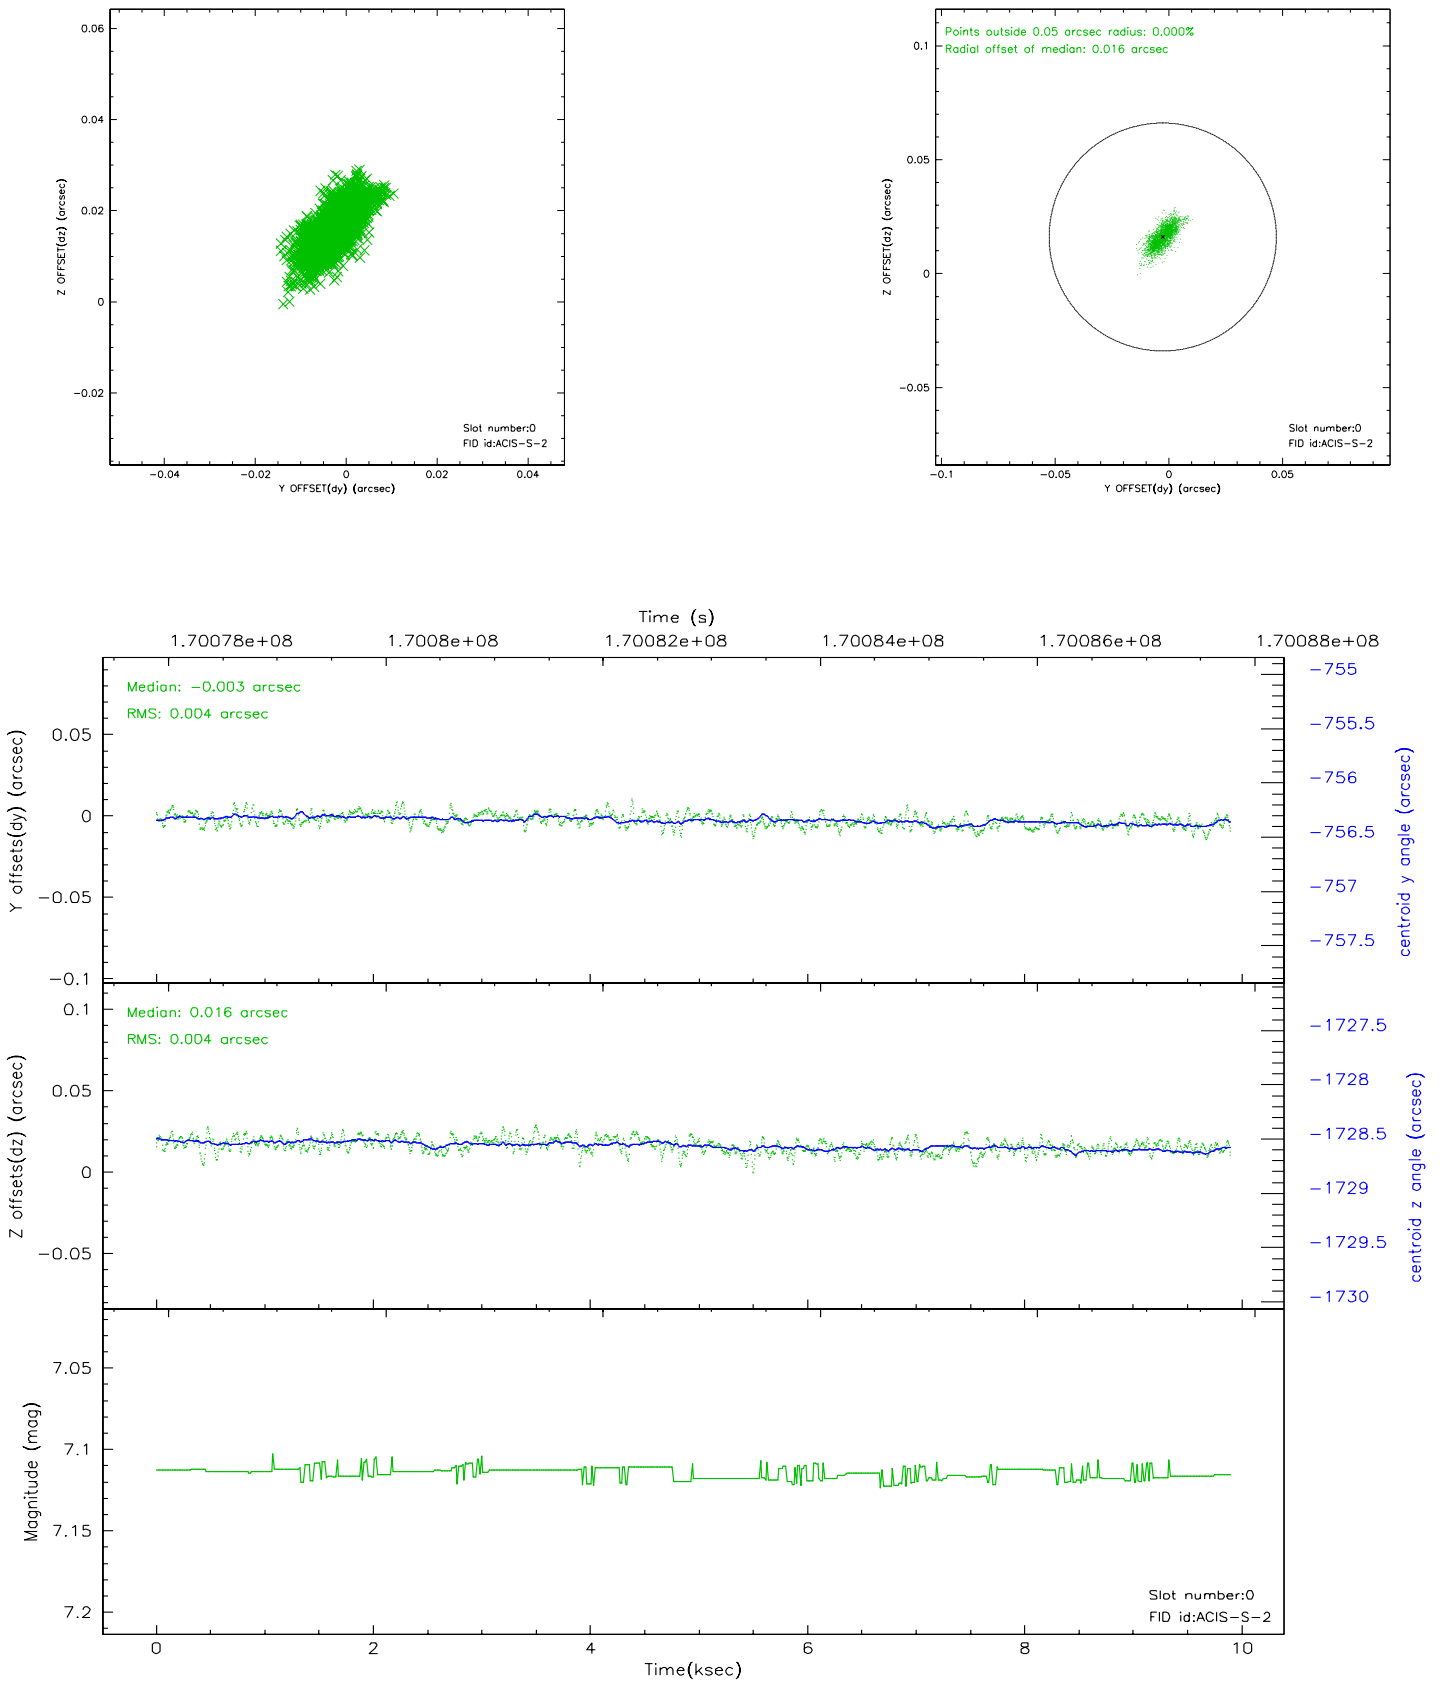 0.06
0.04
0.02
0
−0.02
Z OFFSET(dz) (arcsec)
Slot number:0
FID id:ACIS−S−2
−0.04 −0.02 0 0.02 0.04
Y OFFSET(dy) (arcsec)
Points outside 0.05 arcsec radius: 0.000%
Radial offset of median: 0.016 arcsec
0.1
0.05
0
−0.05
Z OFFSET(dz) (arcsec)
Slot number:0
FID id:ACIS−S−2
−0.1 −0.05 0 0.05
Y OFFSET(dy) (arcsec)
Time (s)
1.70078e+08 1.7008e+08 1.70082e+08 1.70084e+08 1.70086e+08 1.70088e+08
Median: −0.003 arcsec
RMS: 0.004 arcsec
0.05
0
−0.05
−0.1
Y offsets(dy) (arcsec)
−755
−755.5
−756
−756.5
−757
−757.5
centroid y angle (arcsec)
Median: 0.016 arcsec
RMS: 0.004 arcsec
0.1
0.05
0
−0.05
Z offsets(dz) (arcsec)
−1727.5
−1728
−1728.5
−1729
−1729.5
−1730
centroid z angle (arcsec)
7.05
7.1
7.15
7.2
Magnitude (mag)
Slot number:0
FID id:ACIS−S−2
0 2 4 6 8 10
Time(ksec)